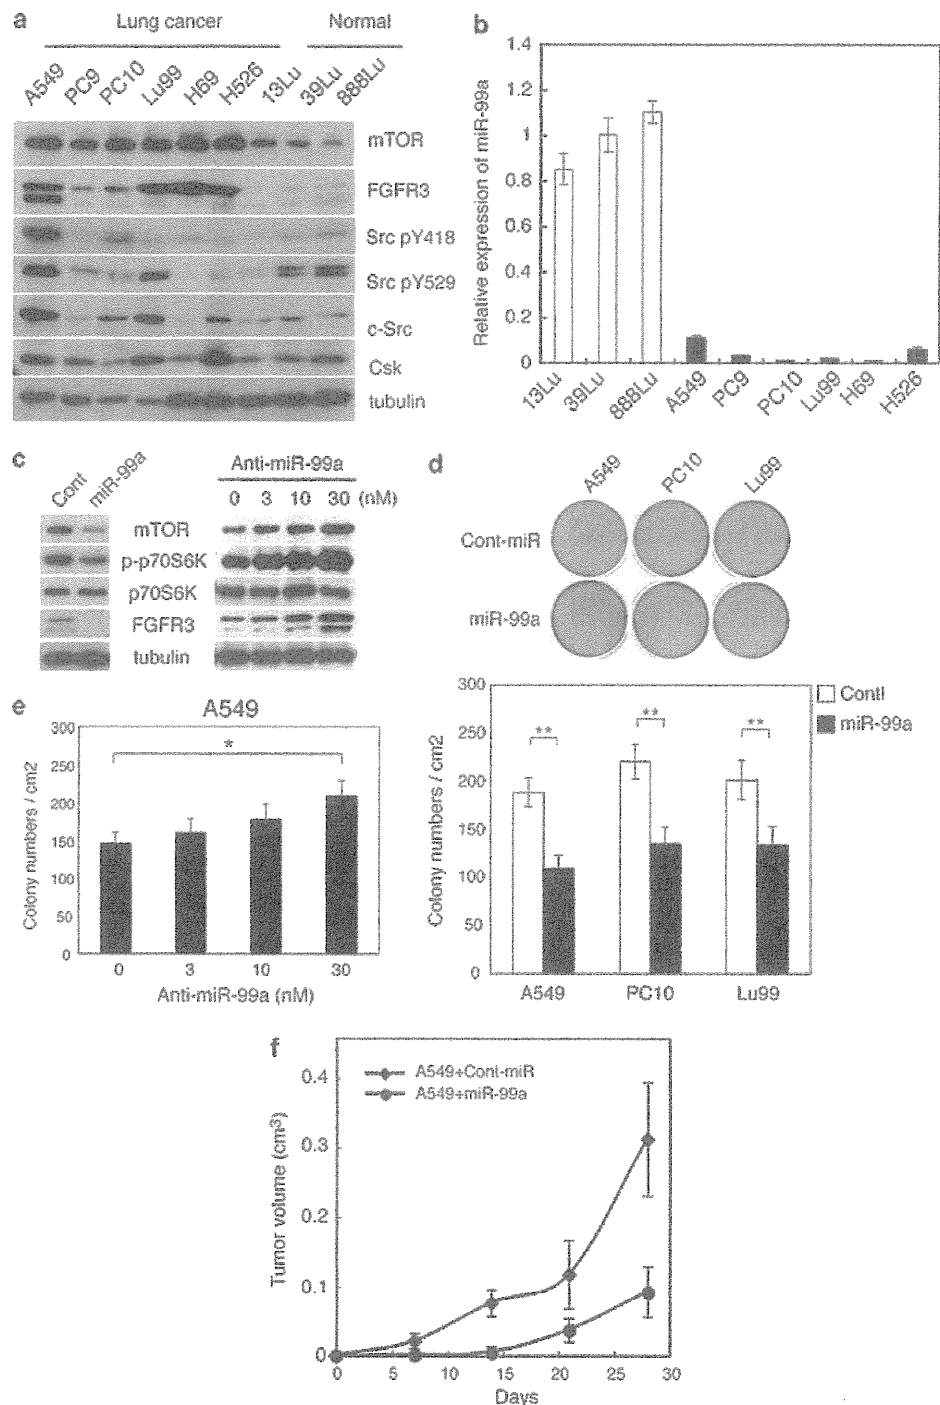 a
Lung cancer Normal
A549 PC9 PC10 Lu99 H69 H526 13Lu 39Lu 888Lu
mTOR
FGFR3
Src pY418
Src pY529
c-Src
Csk
tubulin
b
Relative expression of miR-99a
1.4
1.2
1
0.8
0.6
0.4
0.2
0
13Lu 39Lu 888Lu A549 PC9 PC10 Lu99 H69 H526
c
Cont miR-99a
Anti-miR-99a
0 3 10 30 (nM)
mTOR
p-p70S6K
p70S6K
FGFR3
tubulin
d
A549 PC10 Lu99
Cont-miR
miR-99a
Contl
miR-99a
Colony numbers / cm2
300
250
200
150
100
50
0
** ** **
A549 PC10 Lu99
e
A549
Colony numbers / cm2
300
250
200
150
100
50
0
*
0 3 10 30
Anti-miR-99a (nM)
f
A549+Cont-miR
A549+miR-99a
Tumor volume (cm3)
0.4
0.3
0.2
0.1
0
0 5 10 15 20 25 30
Days